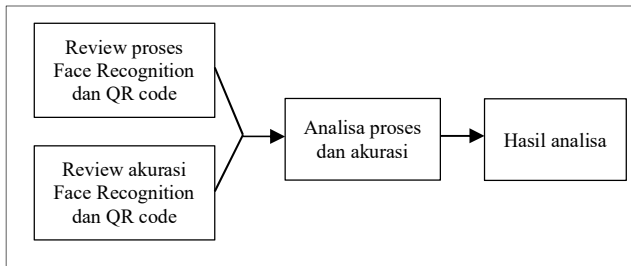 Review proses
Face Recognition
dan QR code
Review akurasi
Face Recognition
dan QR code
Analisa proses
dan akurasi
Hasil analisa